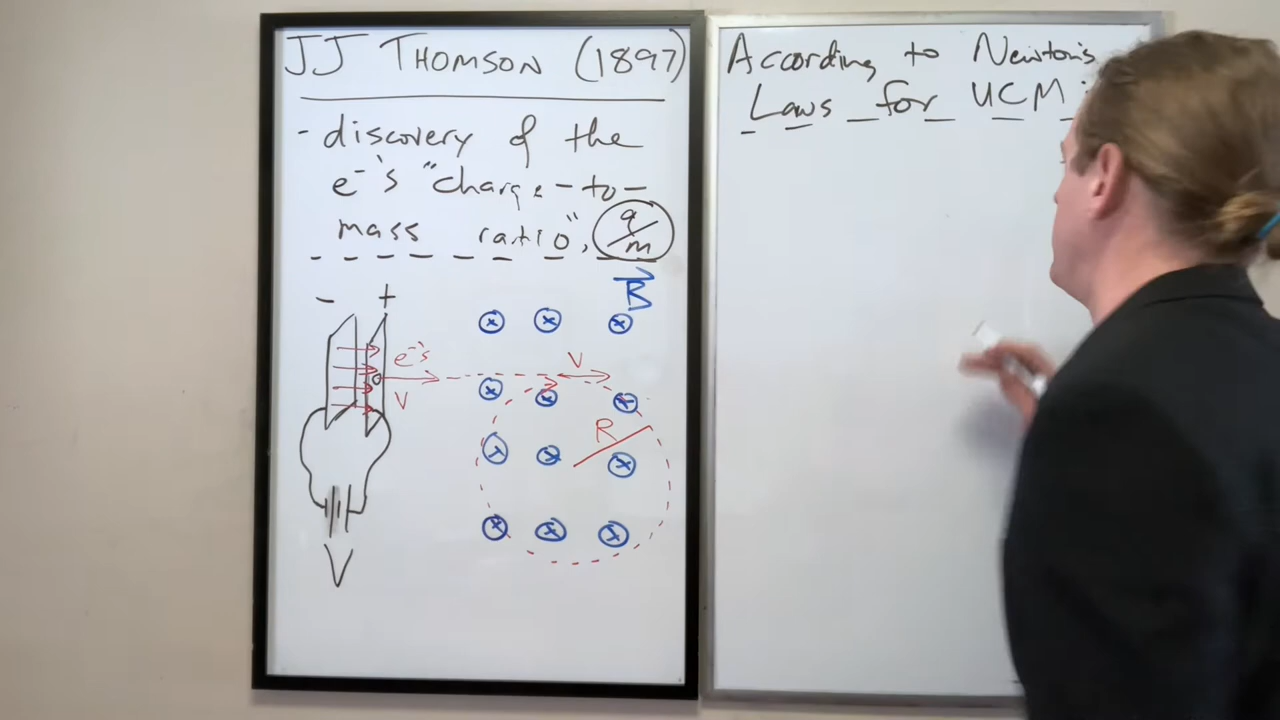 JJ THOMSON (1897)
- discovery of the
e⁻'s "charge-to-
mass ratio", q/m
- +
B
e⁻'s
V
V
R
V
According to Newton's
Laws for UCM: